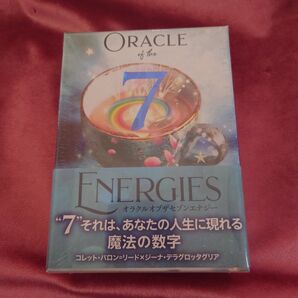 ORACLE
of the
7
ENERGIES
オラクルオブザセブンエナジー
“7”それは、あなたの人生に現れる
魔法の数字
コレット・バロン=リード×ジーナ・デラグロッタグリア